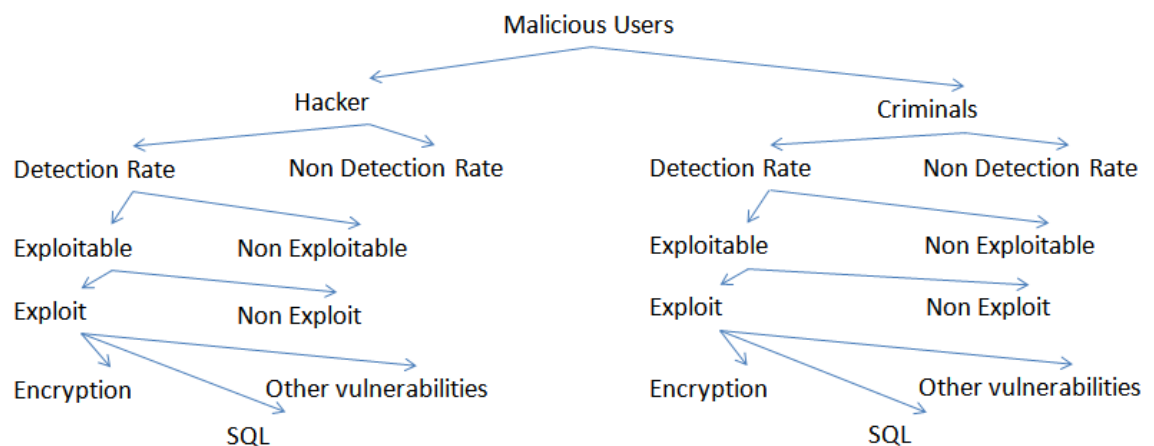 Malicious Users
Hacker
Criminals
Detection Rate
Non Detection Rate
Detection Rate
Non Detection Rate
Exploitable
Non Exploitable
Exploitable
Non Exploitable
Exploit
Non Exploit
Exploit
Non Exploit
Encryption
Other vulnerabilities
Encryption
Other vulnerabilities
SQL
SQL